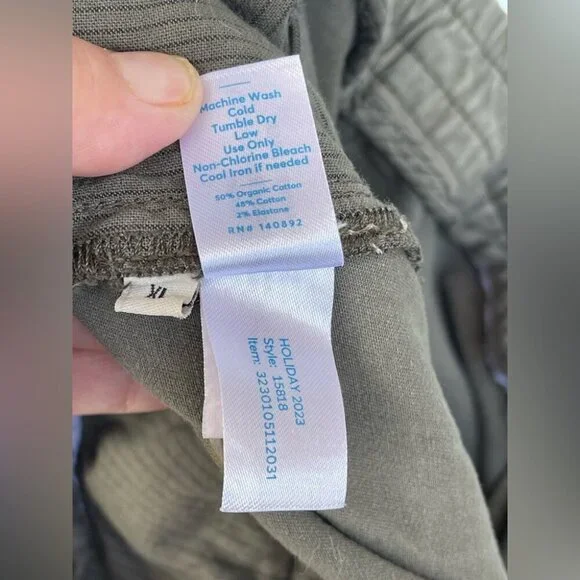 Machine Wash
Cold
Tumble Dry
Low
Use Only
Non-Chlorine Bleach
Cool Iron if needed
50% Organic Cotton
48% Cotton
2% Elastane
RN# 140892
XL
HOLIDAY 2023
Style: 15818
Item: 3230105112031